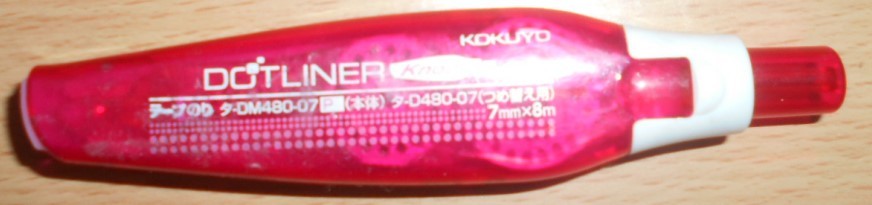 KOKUYO
DOTLINER Knock
テープのり タ-DM480-07 P (本体) タ-D480-07(つめ替え用)
7mm×8m